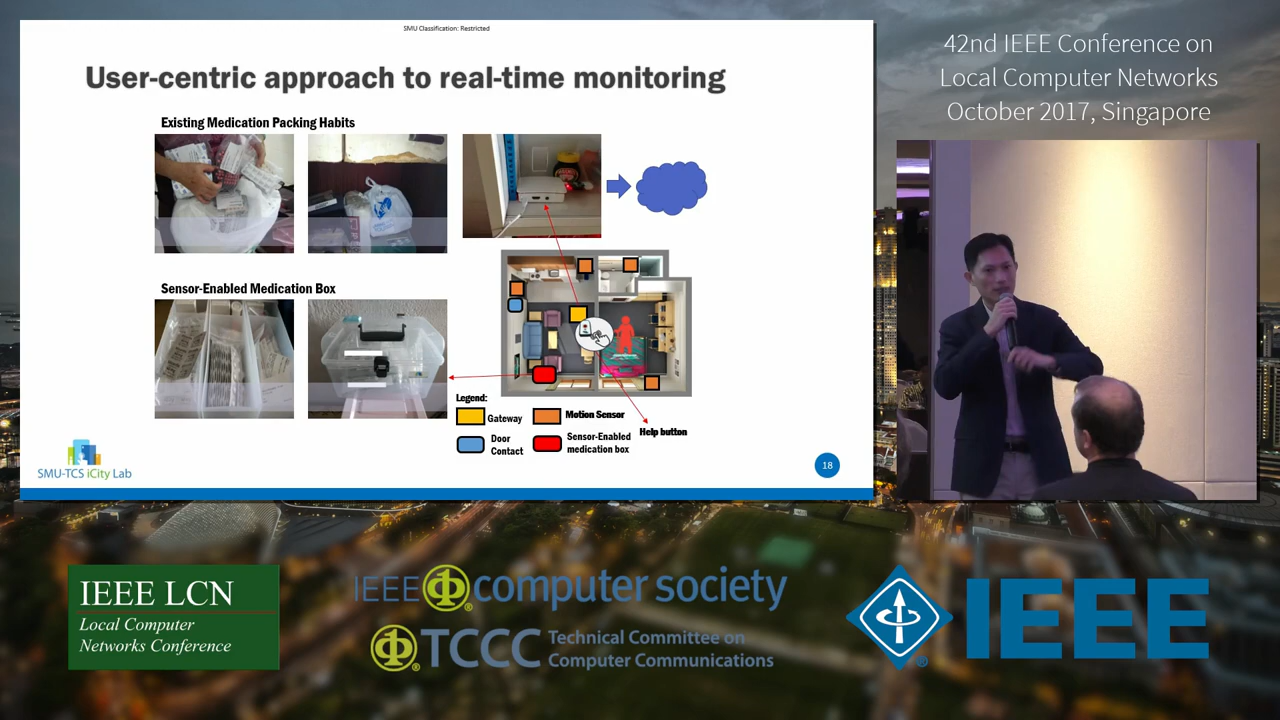 SMU Classification: Restricted
User-centric approach to real-time monitoring
Existing Medication Packing Habits
Sensor-Enabled Medication Box
Legend:
Gateway
Motion Sensor
Door
Contact
Sensor-Enabled
medication box
Help button
SMU-TCS iCity Lab
18
42nd IEEE Conference on
Local Computer Networks
October 2017, Singapore
IEEE LCN
Local Computer
Networks Conference
IEEE computer society
TCCC Technical Committee on
Computer Communications
IEEE